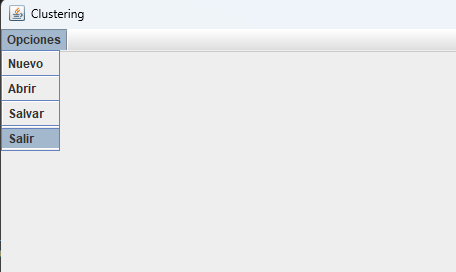 Clustering
Opciones
Nuevo
Abrir
Salvar
Salir